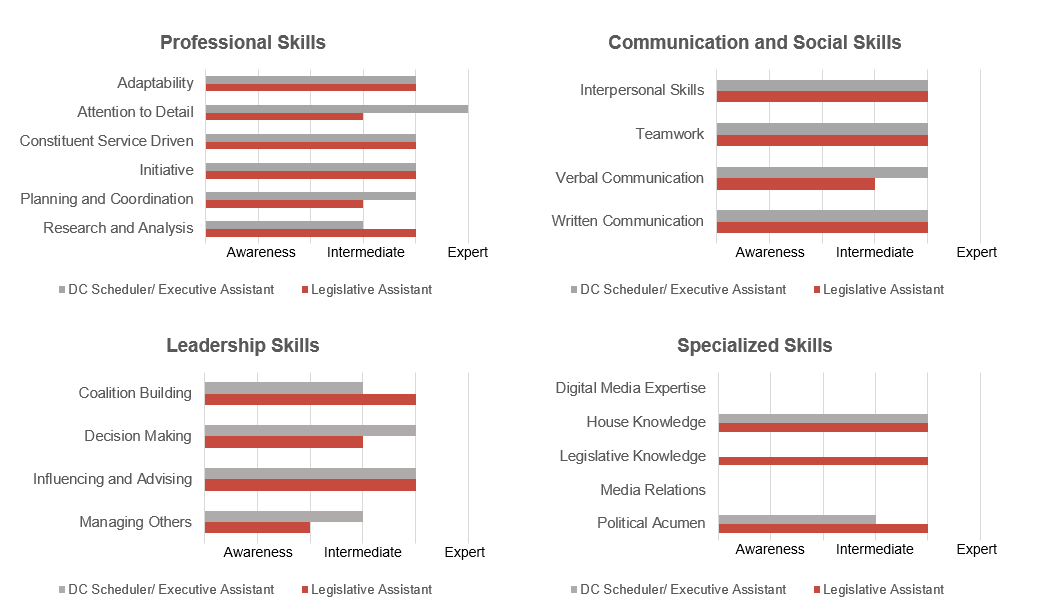 Professional Skills
Adaptability
Attention to Detail
Constituent Service Driven
Initiative
Planning and Coordination
Research and Analysis
Awareness Intermediate Expert
DC Scheduler/ Executive Assistant Legislative Assistant
Communication and Social Skills
Interpersonal Skills
Teamwork
Verbal Communication
Written Communication
Awareness Intermediate Expert
DC Scheduler/ Executive Assistant Legislative Assistant
Leadership Skills
Coalition Building
Decision Making
Influencing and Advising
Managing Others
Awareness Intermediate Expert
DC Scheduler/ Executive Assistant Legislative Assistant
Specialized Skills
Digital Media Expertise
House Knowledge
Legislative Knowledge
Media Relations
Political Acumen
Awareness Intermediate Expert
DC Scheduler/ Executive Assistant Legislative Assistant